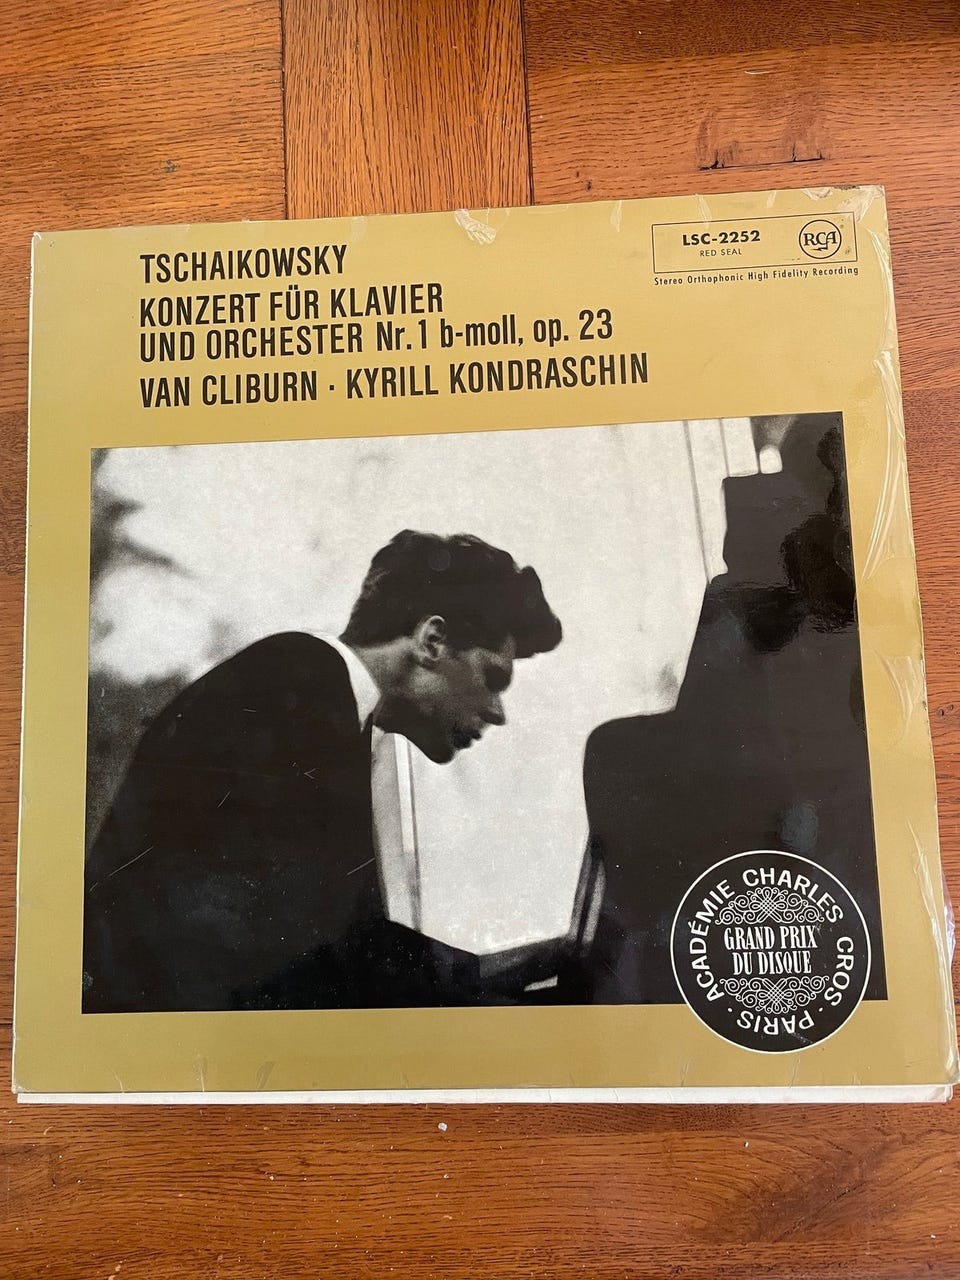 TSCHAIKOWSKY
KONZERT FÜR KLAVIER
UND ORCHESTER Nr. 1 b-moll, op. 23
VAN CLIBURN · KYRILL KONDRASCHIN
LSC-2252
RED SEAL
RCA
Stereo Orthophonic High Fidelity Recording
ACADÉMIE CHARLES CROS · PARIS ·
GRAND PRIX
DU DISQUE